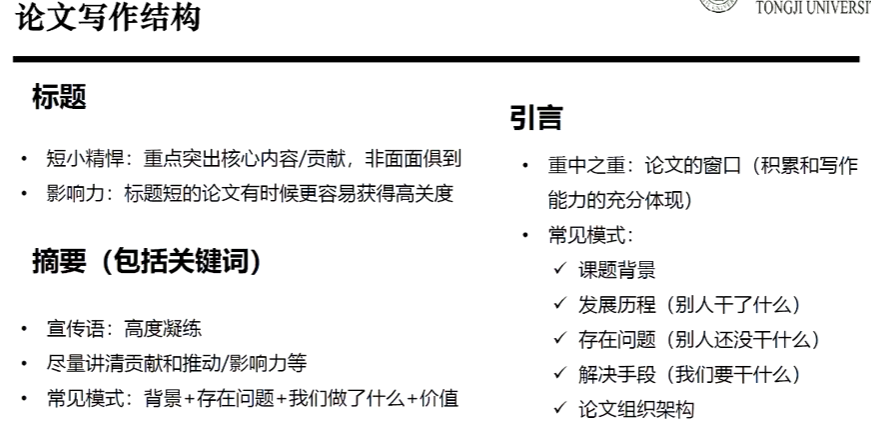 论文写作结构
TONGJI UNIVERSI
标题
• 短小精悍：重点突出核心内容/贡献，非面面俱到
• 影响力：标题短的论文有时候更容易获得高关度
摘要（包括关键词）
• 宣传语：高度凝练
• 尽量讲清贡献和推动/影响力等
• 常见模式：背景+存在问题+我们做了什么+价值
引言
• 重中之重：论文的窗口（积累和写作
能力的充分体现）
• 常见模式：
✓ 课题背景
✓ 发展历程（别人干了什么）
✓ 存在问题（别人还没干什么）
✓ 解决手段（我们要干什么）
✓ 论文组织架构